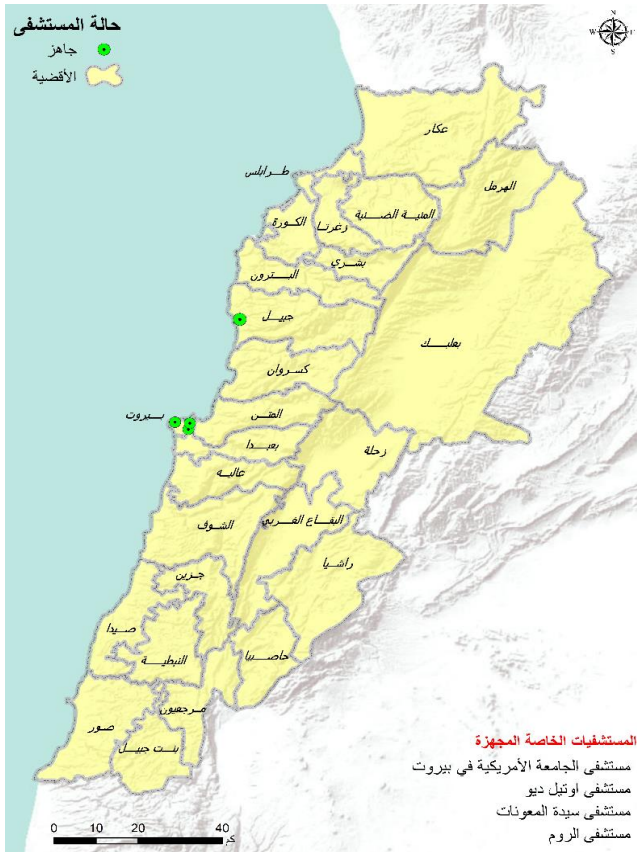 حالة المستشفى
جاهز
الأقضية
N
W
E
S
عكار
طرابلس
الهرمل
المنية الضنية
زغرتا
الكورة
بشري
البترون
جبيل
بعلبك
كسروان
المتن
بيروت
بعبدا
زحلة
عاليه
البقاع الغربي
الشوف
راشيا
جزين
صيدا
حاصبيا
النبطية
مرجعيون
صور
بنت جبيل
المستشفيات الخاصة المجهزة
مستشفى الجامعة الأمريكية في بيروت
مستشفى اوتيل ديو
مستشفى سيدة المعونات
مستشفى الروم
0 10 20 40
كم